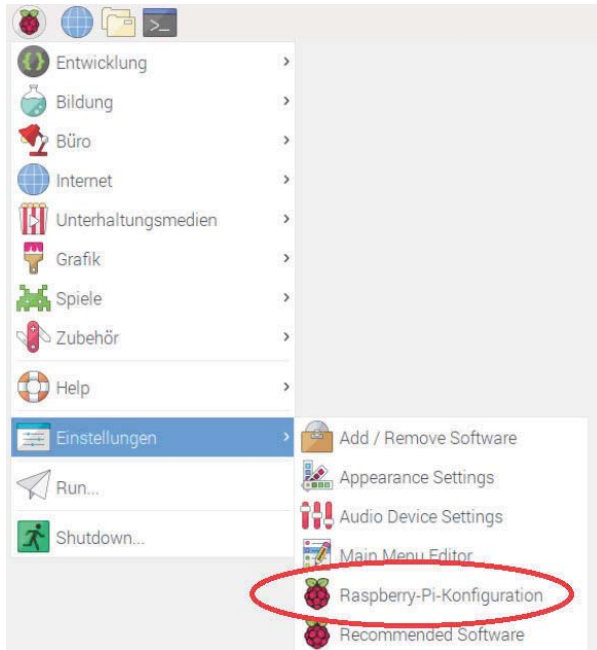 >_
Entwicklung
Bildung
Büro
Internet
Unterhaltungsmedien
Grafik
Spiele
Zubehör
Help
Einstellungen
Run...
Shutdown...
Add / Remove Software
Appearance Settings
Audio Device Settings
Main Menu Editor
Raspberry-Pi-Konfiguration
Recommended Software